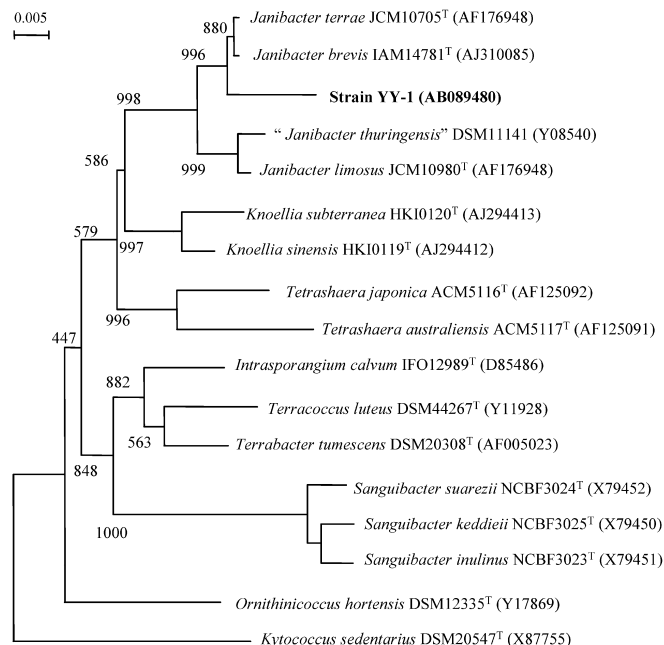 0.005
880
Janibacter terrae JCM10705T (AF176948)
996
Janibacter brevis IAM14781T (AJ310085)
998
Strain YY-1 (AB089480)
“ Janibacter thuringensis” DSM11141 (Y08540)
586
999
Janibacter limosus JCM10980T (AF176948)
Knoellia subterranea HKI0120T (AJ294413)
579
997
Knoellia sinensis HKI0119T (AJ294412)
Tetrashaera japonica ACM5116T (AF125092)
996
Tetrashaera australiensis ACM5117T (AF125091)
447
882
Intrasporangium calvum IFO12989T (D85486)
Terracoccus luteus DSM44267T (Y11928)
563
Terrabacter tumescens DSM20308T (AF005023)
848
Sanguibacter suarezii NCBF3024T (X79452)
1000
Sanguibacter keddieii NCBF3025T (X79450)
Sanguibacter inulinus NCBF3023T (X79451)
Ornithinicoccus hortensis DSM12335T (Y17869)
Kytococcus sedentarius DSM20547T (X87755)